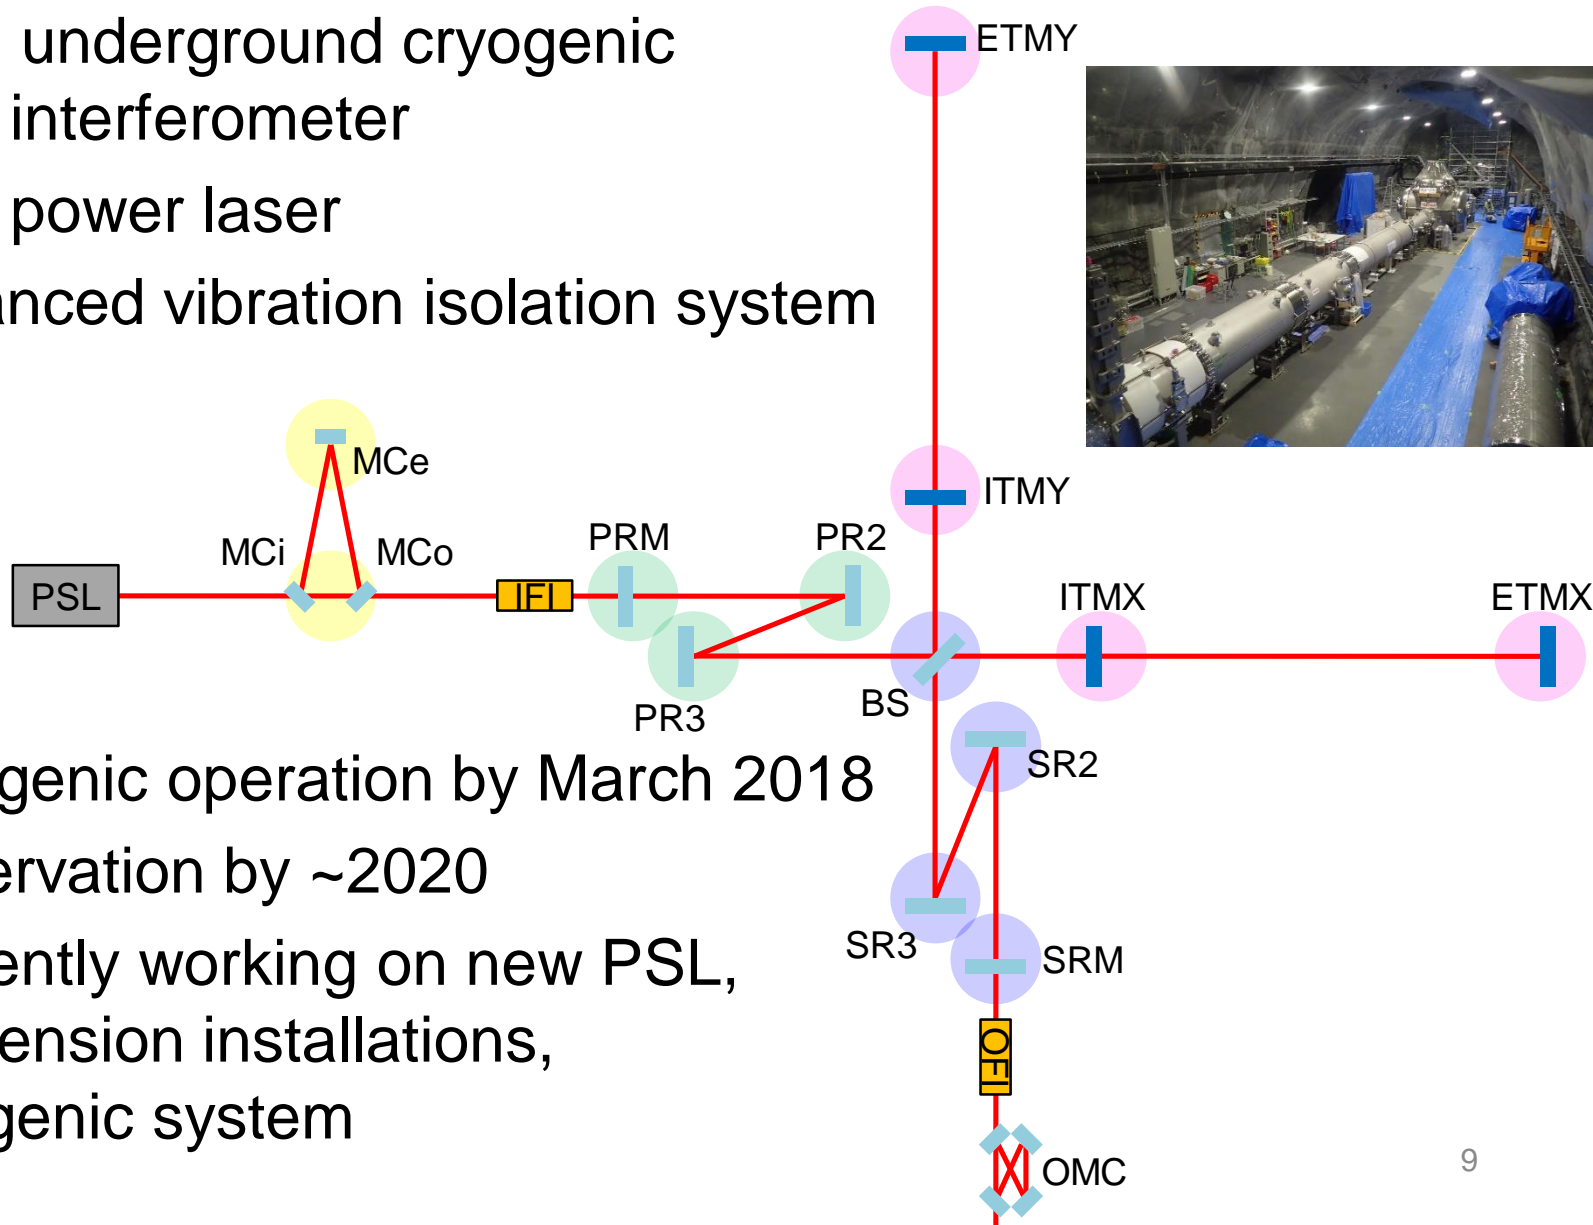 underground cryogenic
interferometer
power laser
anced vibration isolation system
ETMY
MCe
ITMY
MCi
MCo
PRM
PR2
PSL
IFI
ITMX
ETMX
PR3
BS
SR2
genic operation by March 2018
ervation by ~2020
SR3
SRM
ently working on new PSL,
ension installations,
genic system
OFI
OMC
9